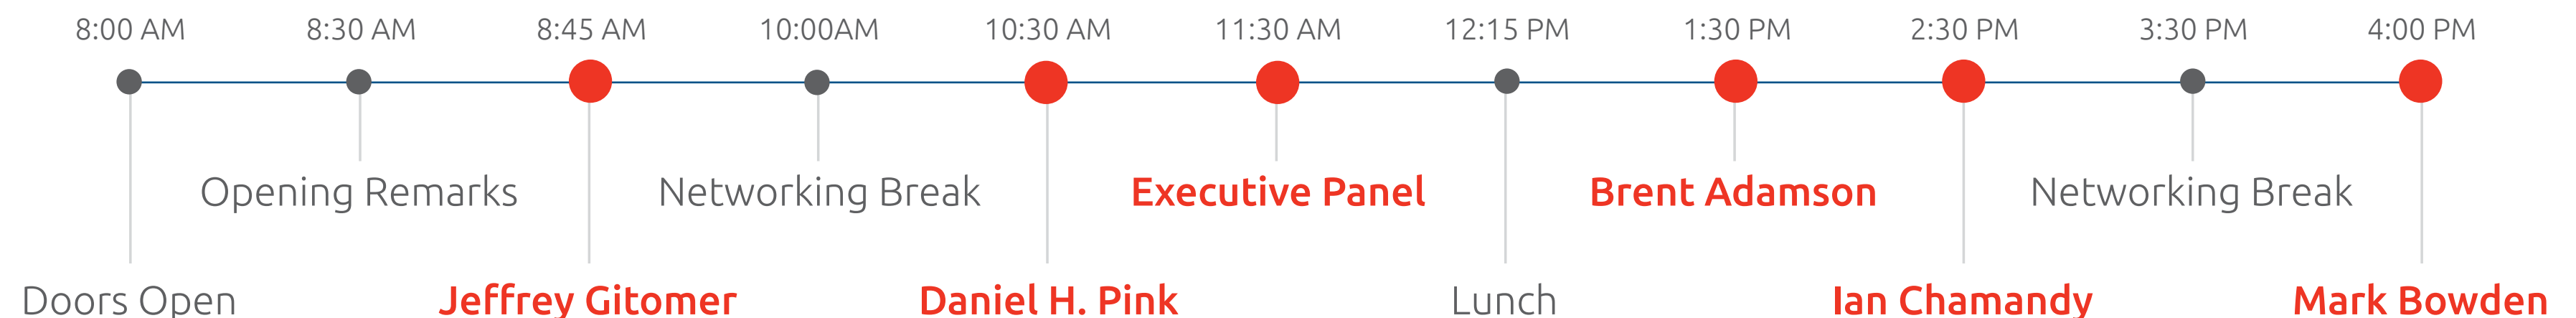 8:00 AM 8:30 AM 8:45 AM 10:00AM 10:30 AM 11:30 AM 12:15 PM 1:30 PM 2:30 PM 3:30 PM 4:00 PM
Opening Remarks Networking Break Executive Panel Brent Adamson Networking Break
Doors Open Jeffrey Gitomer Daniel H. Pink Lunch Ian Chamandy Mark Bowden